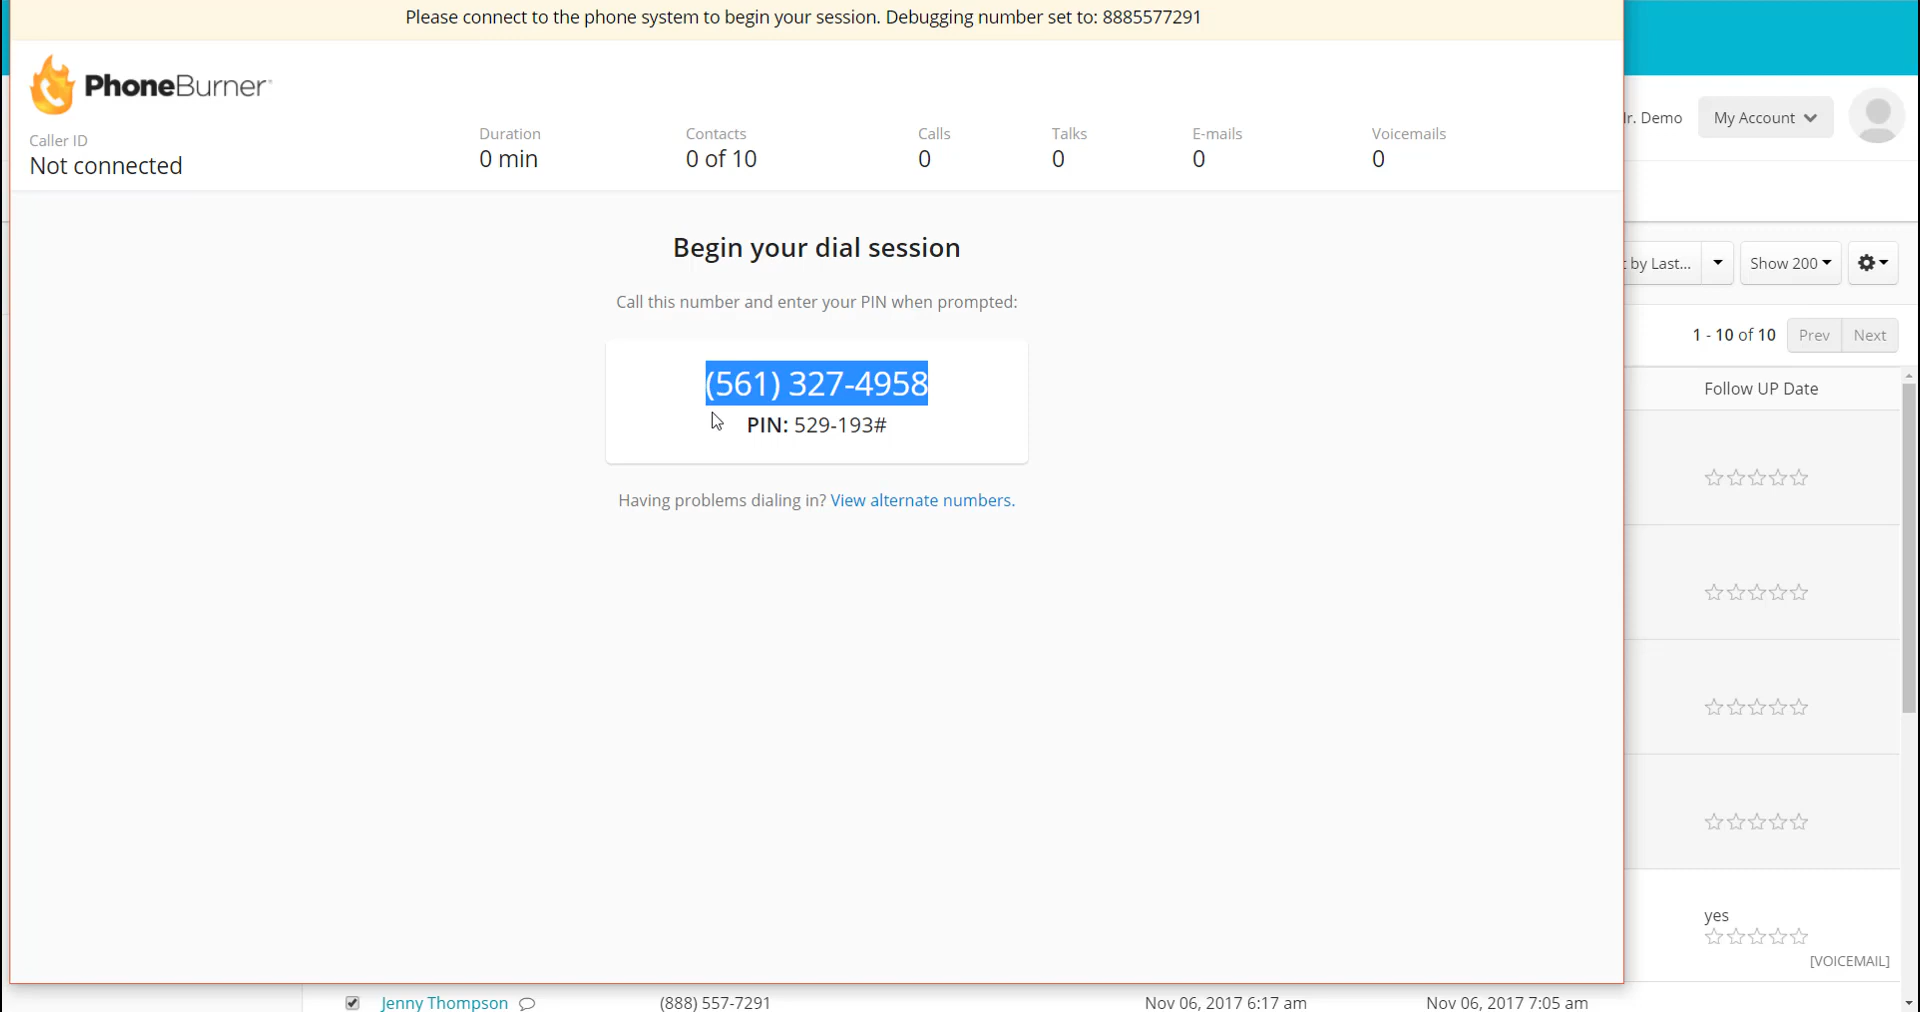 Please connect to the phone system to begin your session. Debugging number set to: 8885577291
PhoneBurner
Caller ID
Not connected
Duration
0 min
Contacts
0 of 10
Calls
0
Talks
0
E-mails
0
Voicemails
0
Demo
My Account
Begin your dial session
Call this number and enter your PIN when prompted:
(561) 327-4958
PIN: 529-193#
Having problems dialing in? View alternate numbers.
by Last...
Show 200
1 - 10 of 10
Prev
Next
Follow UP Date
yes
[VOICEMAIL]
Jenny Thompson
(888) 557-7291
Nov 06, 2017 6:17 am
Nov 06, 2017 7:05 am